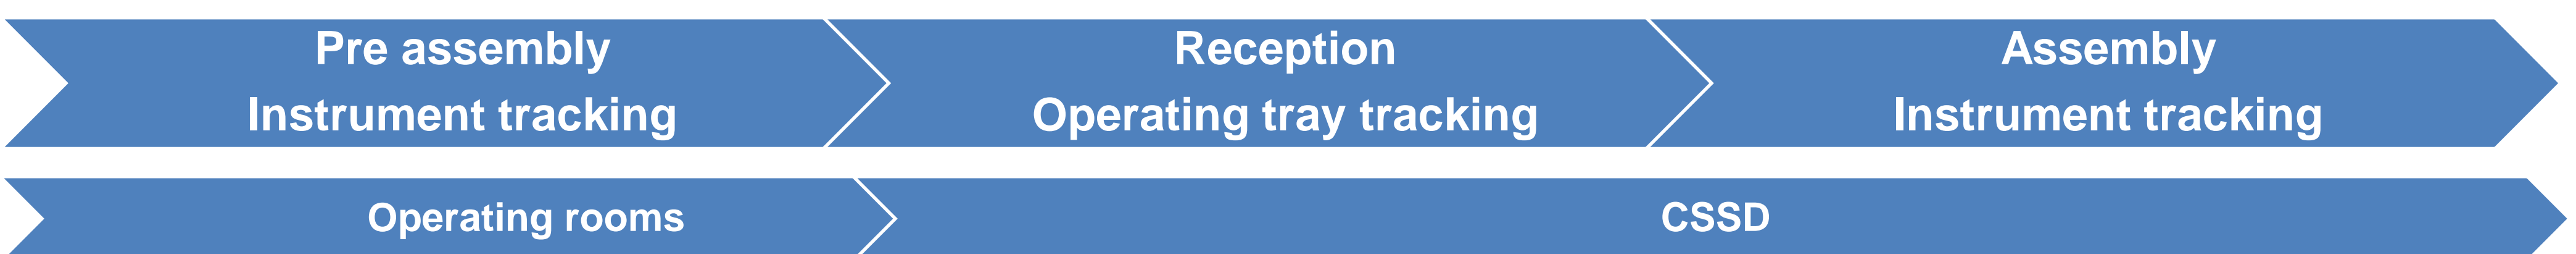 Pre assembly
Instrument tracking
Reception
Operating tray tracking
Assembly
Instrument tracking
Operating rooms
CSSD